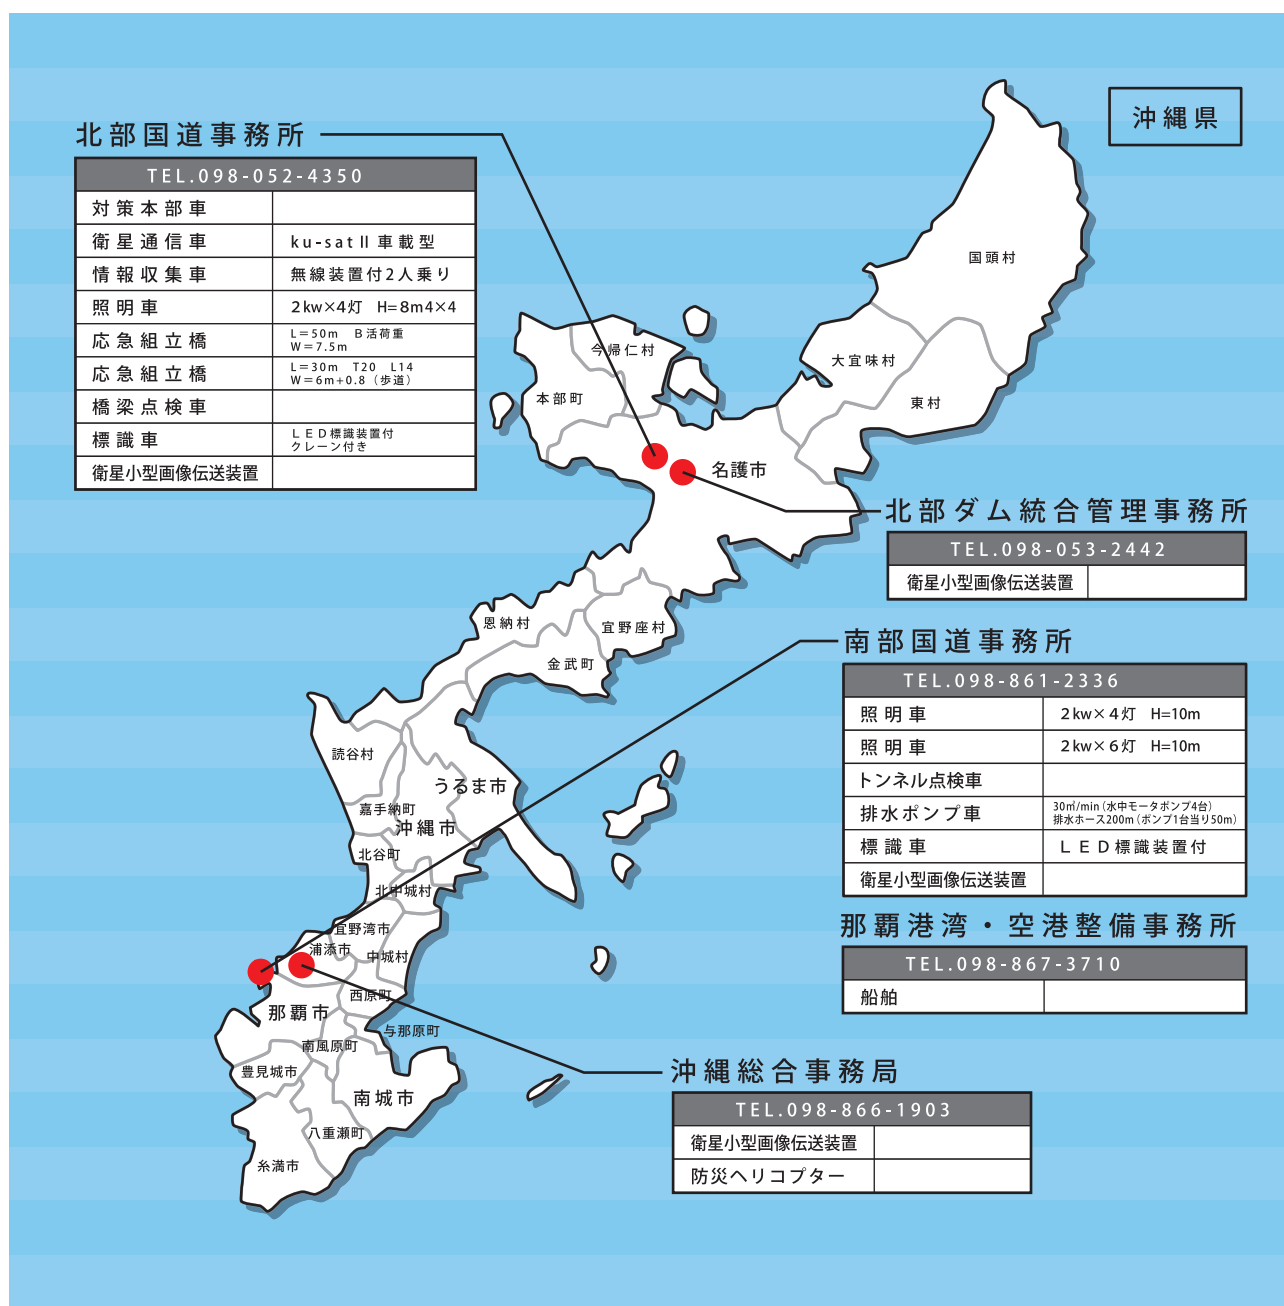 沖縄県
北部国道事務所
TEL.098-052-4350
対策本部車
衛星通信車 ku-satⅡ車載型
情報収集車 無線装置付2人乗り
照明車 2kw×4灯 H=8m4×4
応急組立橋 L=50m B活荷重
W=7.5m
応急組立橋 L=30m T20 L14
W=6m+0.8（歩道）
橋梁点検車
標識車 LED標識装置付
クレーン付き
衛星小型画像伝送装置
国頭村
大宜味村
東村
今帰仁村
本部町
名護市
北部ダム統合管理事務所
TEL.098-053-2442
衛星小型画像伝送装置
恩納村
宜野座村
金武町
南部国道事務所
TEL.098-861-2336
照明車 2kw×4灯 H=10m
照明車 2kw×6灯 H=10m
トンネル点検車
排水ポンプ車 30㎥/min（水中モータポンプ4台）
排水ホース200m（ポンプ1台当り50m）
標識車 LED標識装置付
衛星小型画像伝送装置
読谷村
うるま市
嘉手納町
沖縄市
北谷町
北中城村
宜野湾市
浦添市
中城村
西原町
那覇市
与那原町
南風原町
豊見城市
南城市
八重瀬町
糸満市
那覇港湾・空港整備事務所
TEL.098-867-3710
船舶
沖縄総合事務局
TEL.098-866-1903
衛星小型画像伝送装置
防災ヘリコプター